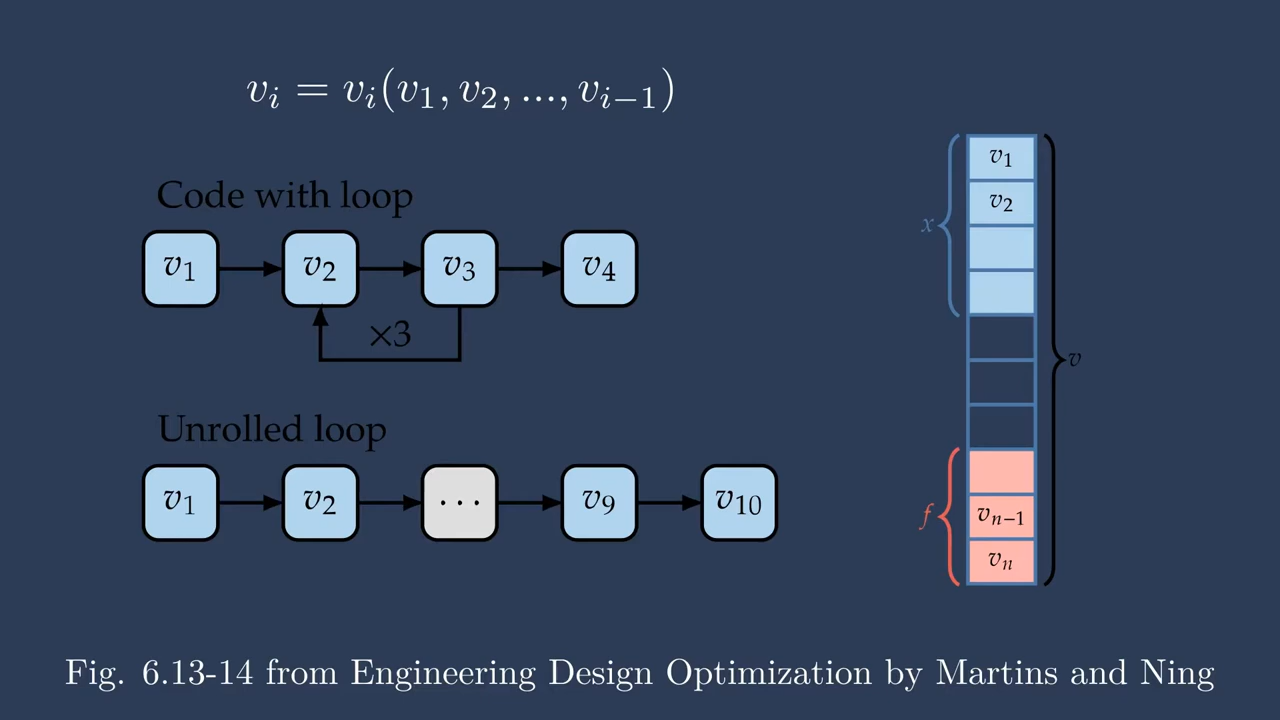 v_i = v_i(v_1, v_2, ..., v_{i−1})
Code with loop
v_1 v_2 v_3 v_4
×3
Unrolled loop
v_1 v_2 ··· v_9 v_10
v_1
v_2
x
v
f
v_{n−1}
v_n
Fig. 6.13-14 from Engineering Design Optimization by Martins and Ning